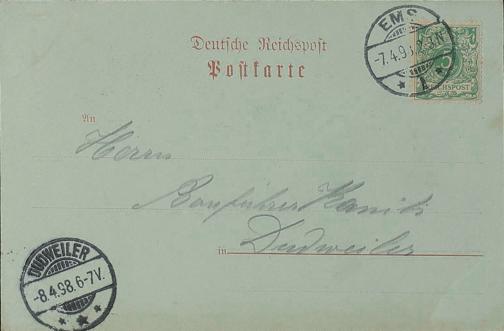 Deutsche Reichspost
Postkarte
EMS
-7.4.98
1
REICHSPOST
An
Herrn
Bauführer
in Dudweiler
DUDWEILER
-8.4.98.6-7V.